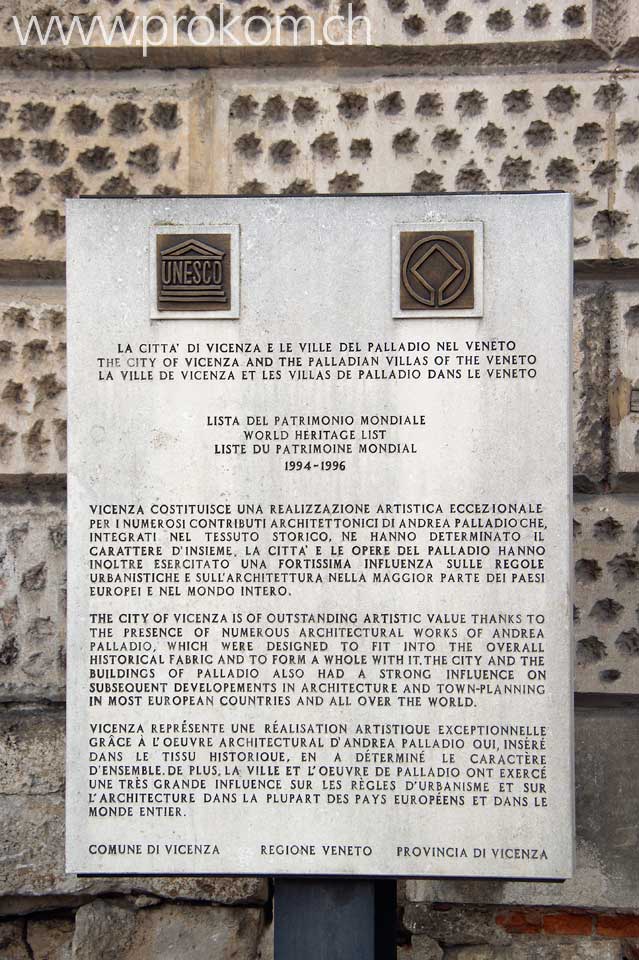 www.prokom.ch
UNESCO
LA CITTA' DI VICENZA E LE VILLE DEL PALLADIO NEL VENETO
THE CITY OF VICENZA AND THE PALLADIAN VILLAS OF THE VENETO
LA VILLE DE VICENZA ET LES VILLAS DE PALLADIO DANS LE VENETO
LISTA DEL PATRIMONIO MONDIALE
WORLD HERITAGE LIST
LISTE DU PATRIMOINE MONDIAL
1994-1996
VICENZA COSTITUISCE UNA REALIZZAZIONE ARTISTICA ECCEZIONALE
PER I NUMEROSI CONTRIBUTI ARCHITETTONICI DI ANDREA PALLADIO CHE,
INTEGRATI NEL TESSUTO STORICO, NE HANNO DETERMINATO IL
CARATTERE D'INSIEME. LA CITTA' E LE OPERE DEL PALLADIO HANNO
INOLTRE ESERCITATO UNA FORTISSIMA INFLUENZA SULLE REGOLE
URBANISTICHE E SULL'ARCHITETTURA NELLA MAGGIOR PARTE DEI PAESI
EUROPEI E NEL MONDO INTERO.
THE CITY OF VICENZA IS OF OUTSTANDING ARTISTIC VALUE THANKS TO
THE PRESENCE OF NUMEROUS ARCHITECTURAL WORKS OF ANDREA
PALLADIO, WHICH WERE DESIGNED TO FIT INTO THE OVERALL
HISTORICAL FABRIC AND TO FORM A WHOLE WITH IT. THE CITY AND THE
BUILDINGS OF PALLADIO ALSO HAD A STRONG INFLUENCE ON
SUBSEQUENT DEVELOPEMENTS IN ARCHITECTURE AND TOWN-PLANNING
IN MOST EUROPEAN COUNTRIES AND ALL OVER THE WORLD.
VICENZA REPRÉSENTE UNE RÉALISATION ARTISTIQUE EXCEPTIONNELLE
GRÂCE À L'OEUVRE ARCHITECTURAL D'ANDREA PALLADIO QUI, INSÉRÉ
DANS LE TISSU HISTORIQUE, EN A DÉTERMINÉ LE CARACTÈRE
D'ENSEMBLE. DE PLUS, LA VILLE ET L'OEUVRE DE PALLADIO ONT EXERCÉ
UNE TRÈS GRANDE INFLUENCE SUR LES RÈGLES D'URBANISME ET SUR
L'ARCHITECTURE DANS LA PLUPART DES PAYS EUROPÉENS ET DANS LE
MONDE ENTIER.
COMUNE DI VICENZA REGIONE VENETO PROVINCIA DI VICENZA